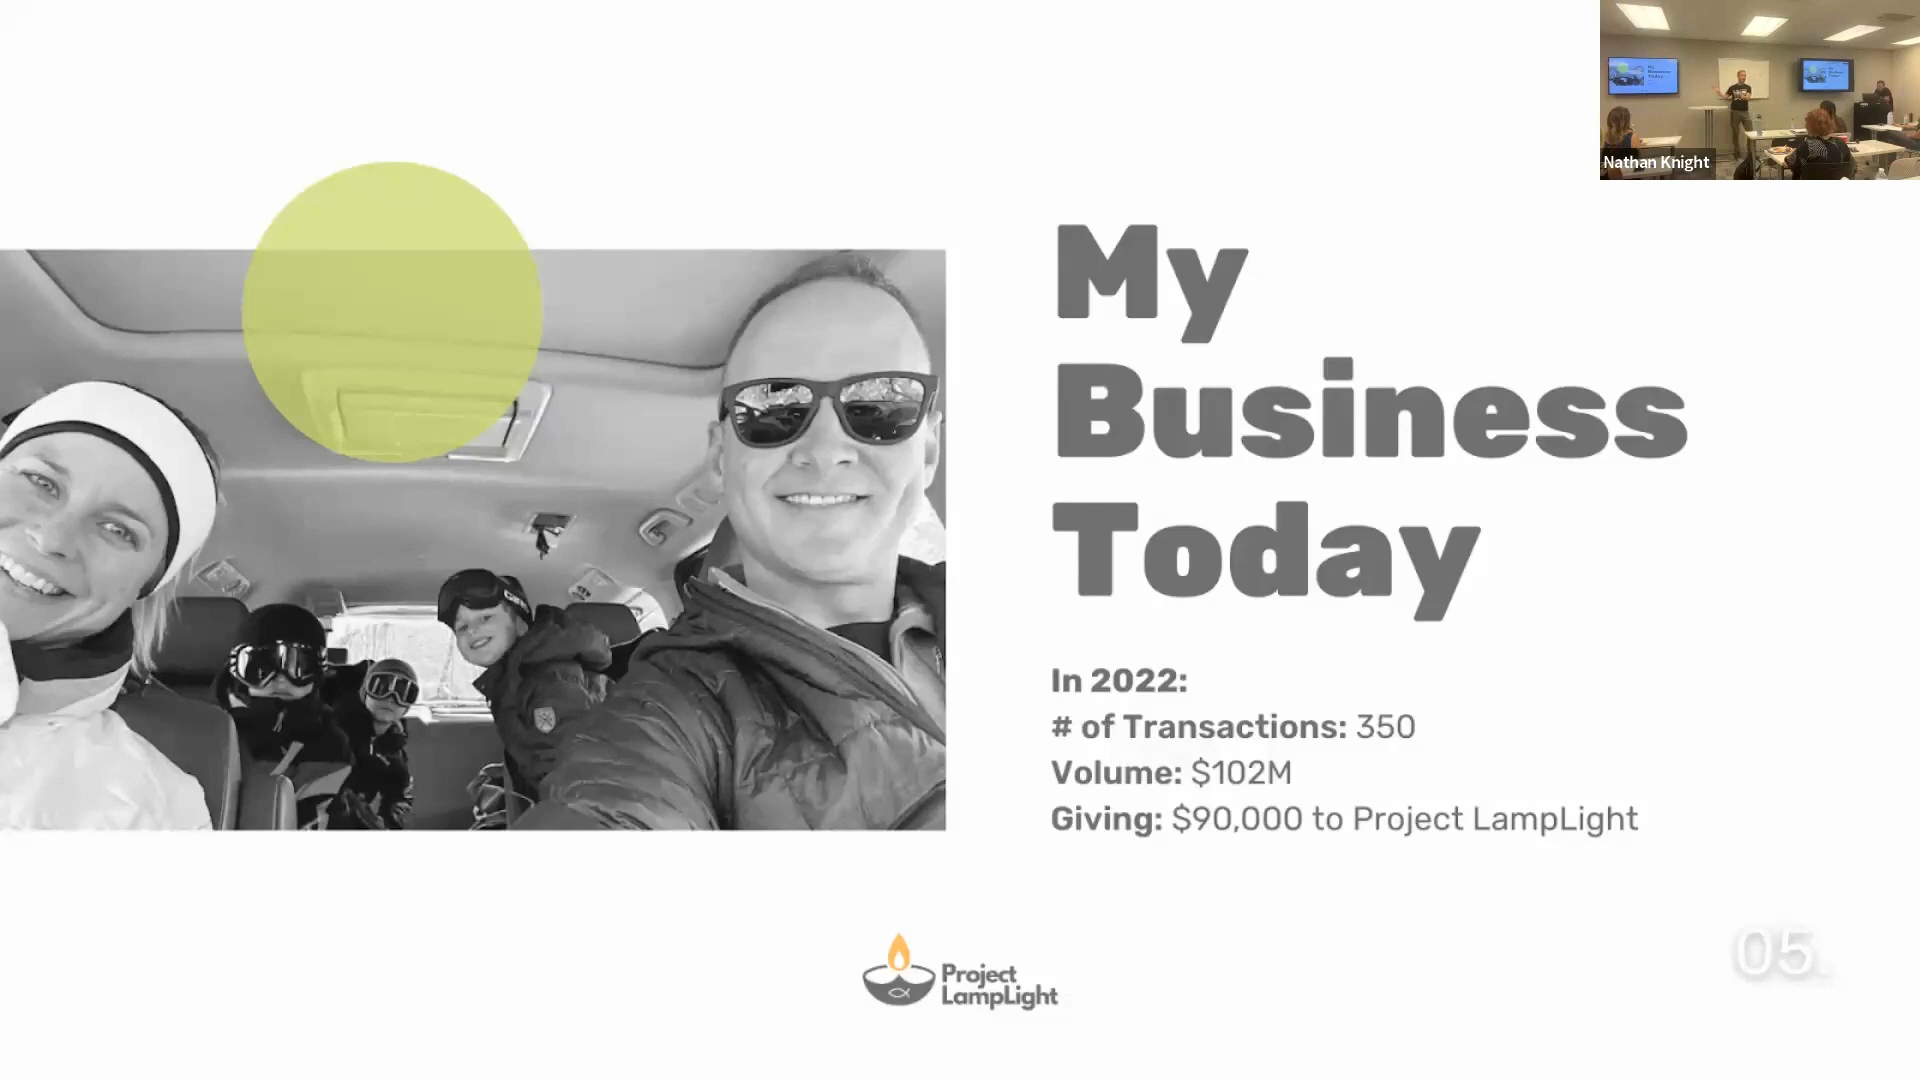 Nathan Knight
My
Business
Today
In 2022:
# of Transactions: 350
Volume: $102M
Giving: $90,000 to Project LampLight
Project
LampLight
05.